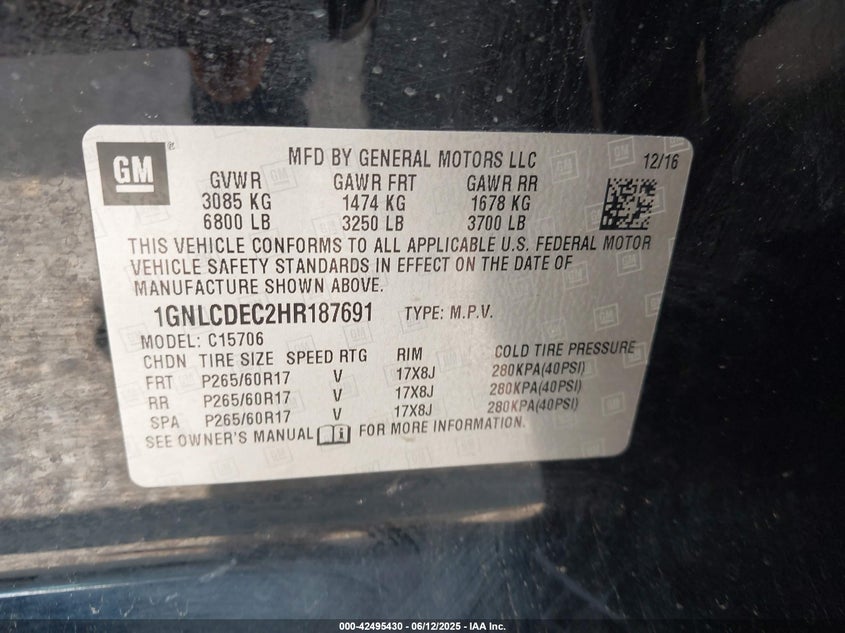 GM
MFD BY GENERAL MOTORS LLC 12/16
GVWR GAWR FRT GAWR RR
3085 KG 1474 KG 1678 KG
6800 LB 3250 LB 3700 LB
THIS VEHICLE CONFORMS TO ALL APPLICABLE U.S. FEDERAL MOTOR
VEHICLE SAFETY STANDARDS IN EFFECT ON THE DATE OF
MANUFACTURE SHOWN ABOVE.
1GNLCDEC2HR187691 TYPE: M.P.V.
MODEL: C15706
CHDN TIRE SIZE SPEED RTG RIM COLD TIRE PRESSURE
FRT P265/60R17 V 17X8J 280KPA(40PSI)
RR P265/60R17 V 17X8J 280KPA(40PSI)
SPA P265/60R17 V 17X8J 280KPA(40PSI)
SEE OWNER'S MANUAL FOR MORE INFORMATION.
000-42495430 - 06/12/2025 - IAA Inc.